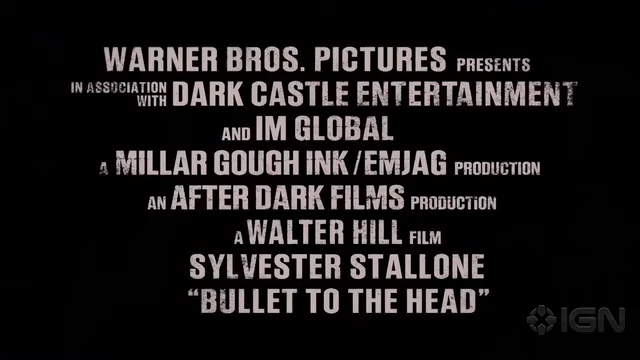 WARNER BROS. PICTURES PRESENTS
IN ASSOCIATION WITH DARK CASTLE ENTERTAINMENT
AND IM GLOBAL
A MILLAR GOUGH INK/EMJAG PRODUCTION
AN AFTER DARK FILMS PRODUCTION
A WALTER HILL FILM
SYLVESTER STALLONE
“BULLET TO THE HEAD”
IGN